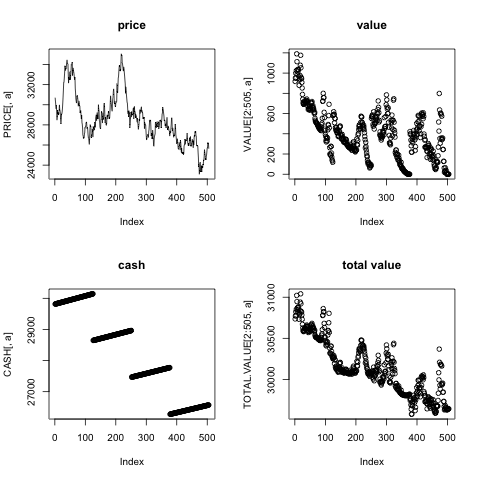 price
PRICE[, a]
24000 26000 28000 32000
0 100 200 300 400 500
Index
value
VALUE[2:505, a]
0 200 600 1000
0 100 200 300 400 500
Index
cash
CASH[, a]
27000 29000
0 100 200 300 400 500
Index
total value
TOTAL.VALUE[2:505, a]
30000 30500 31000
0 100 200 300 400 500
Index